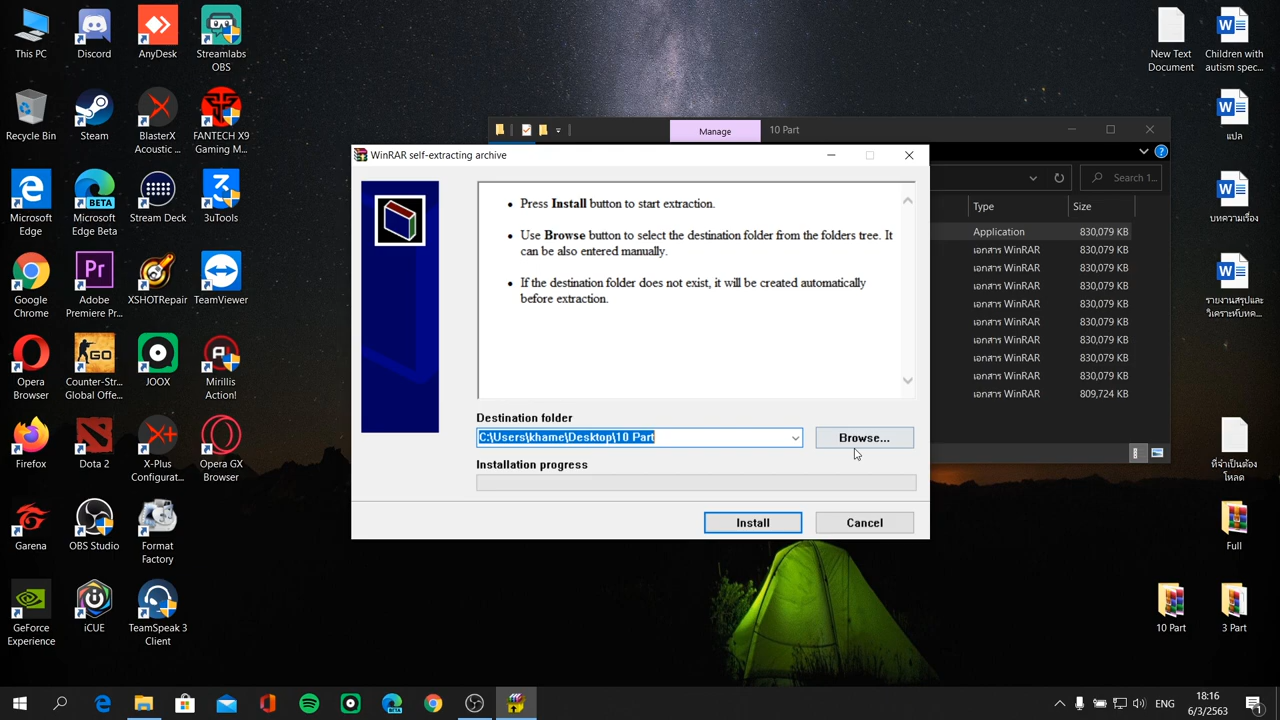 This PC
Discord
AnyDesk
Streamlabs
OBS
Recycle Bin
Steam
BlasterX
Acoustic ...
FANTECH X9
Gaming M...
Microsoft
Edge
Microsoft
Edge Beta
Stream Deck
3uTools
Google
Chrome
Adobe
Premiere Pr...
XSHOTRepair
TeamViewer
Opera
Browser
Counter-Str...
Global Offe...
JOOX
Mirillis
Action!
Firefox
Dota 2
X-Plus
Configurat...
Opera GX
Browser
Garena
OBS Studio
Format
Factory
GeForce
Experience
iCUE
TeamSpeak 3
Client
Manage
10 Part
Search 1...
Type
Size
Application
830,079 KB
เอกสาร WinRAR
830,079 KB
เอกสาร WinRAR
830,079 KB
เอกสาร WinRAR
830,079 KB
เอกสาร WinRAR
830,079 KB
เอกสาร WinRAR
830,079 KB
เอกสาร WinRAR
830,079 KB
เอกสาร WinRAR
830,079 KB
เอกสาร WinRAR
830,079 KB
เอกสาร WinRAR
809,724 KB
WinRAR self-extracting archive
• Press Install button to start extraction.
• Use Browse button to select the destination folder from the folders tree. It
can be also entered manually.
• If the destination folder does not exist, it will be created automatically
before extraction.
Destination folder
C:\Users\khame\Desktop\10 Part
Browse...
Installation progress
Install
Cancel
New Text
Document
Children with
autism spec...
แปล
บทความเรื่อง
รายงานสรุปและ
วิเคราะห์บทค...
ที่จำเป็นต้อง
โหลด
Full
10 Part
3 Part
ENG
18:16
6/3/2563